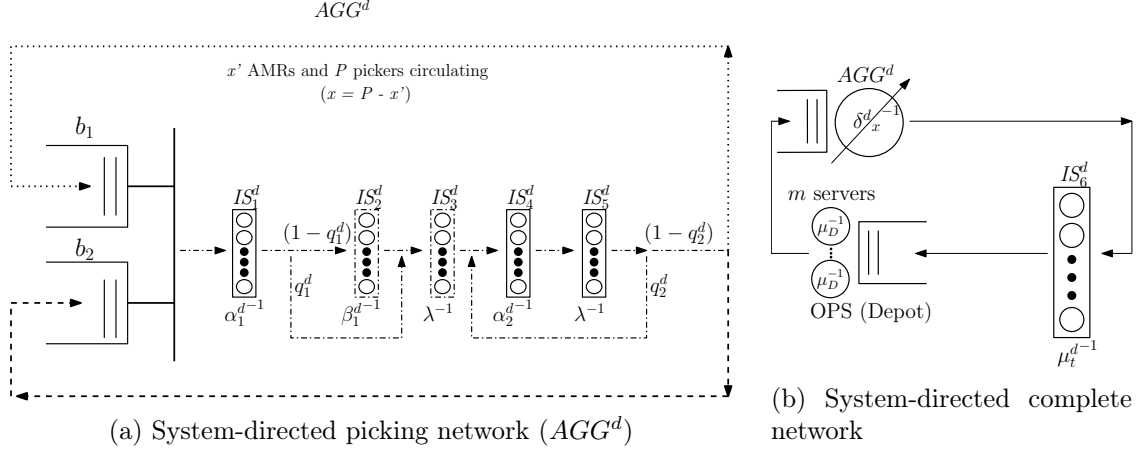 AGG^d
x' AMRs and P pickers circulating
(x = P - x')
b_1
b_2
IS_1^d
IS_2^d
IS_3^d
IS_4^d
IS_5^d
(1 - q_1^d)
(1 - q_2^d)
q_1^d
q_2^d
α_1^{d-1}
β_1^{d-1}
λ^{-1}
α_2^{d-1}
λ^{-1}
(a) System-directed picking network (AGG^d)
AGG^d
δ^d_x^{-1}
IS_6^d
m servers
μ_D^{-1}
μ_D^{-1}
OPS (Depot)
μ_t^{d-1}
(b) System-directed complete
network